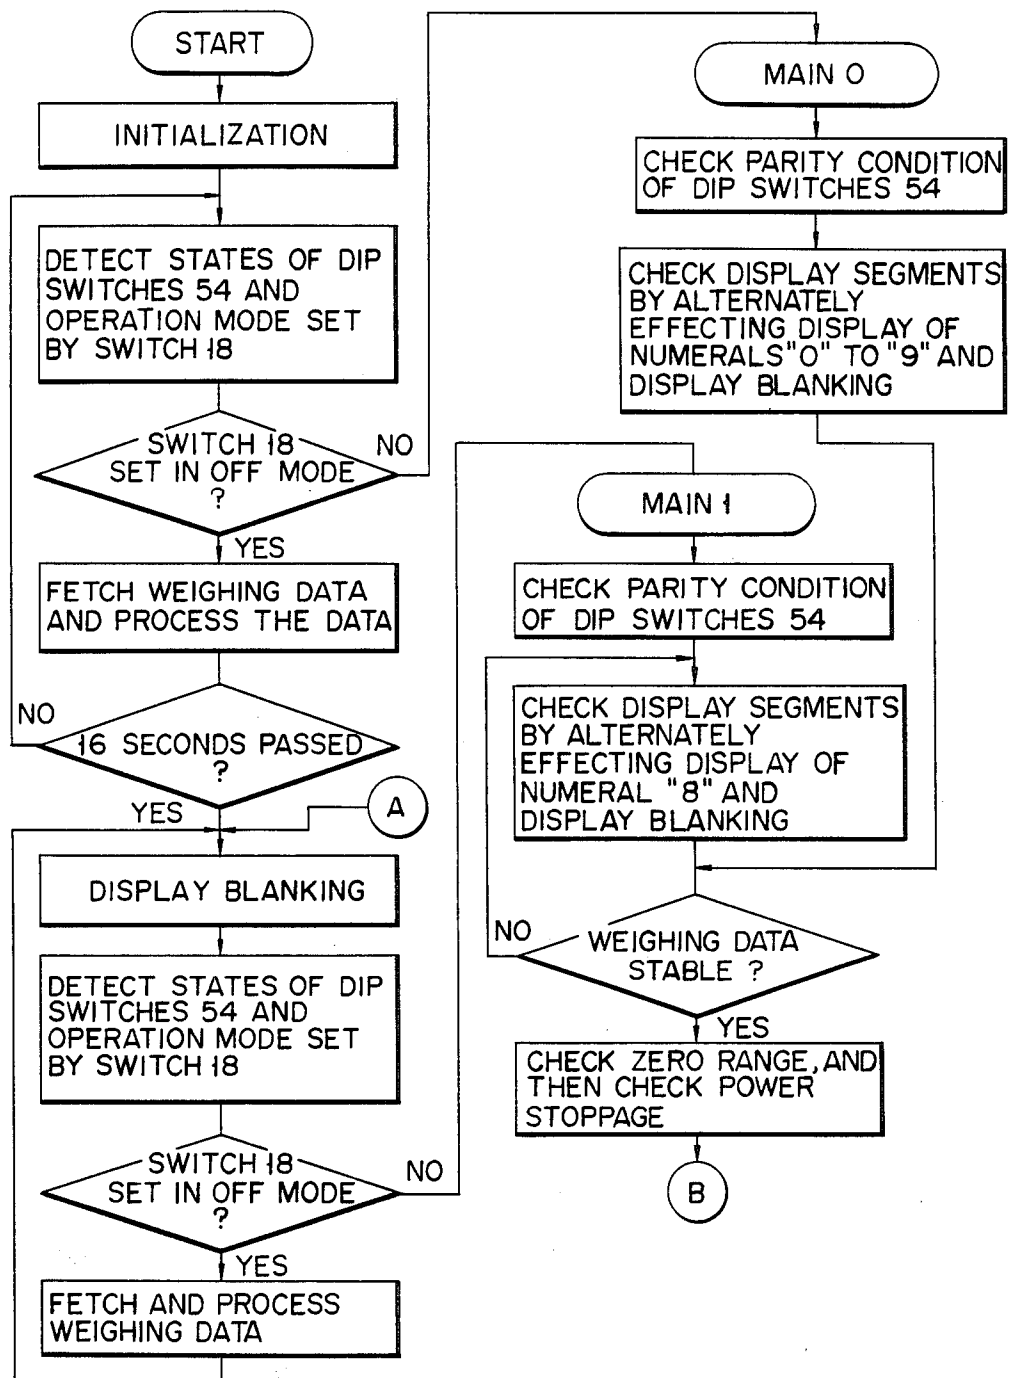 START
INITIALIZATION
DETECT STATES OF DIP
SWITCHES 54 AND
OPERATION MODE SET
BY SWITCH 18
SWITCH 18
SET IN OFF MODE
?
NO
YES
FETCH WEIGHING DATA
AND PROCESS THE DATA
16 SECONDS PASSED
?
NO
YES
A
DISPLAY BLANKING
DETECT STATES OF DIP
SWITCHES 54 AND
OPERATION MODE SET
BY SWITCH 18
SWITCH 18
SET IN OFF MODE
?
NO
YES
FETCH AND PROCESS
WEIGHING DATA
MAIN 0
CHECK PARITY CONDITION
OF DIP SWITCHES 54
CHECK DISPLAY SEGMENTS
BY ALTERNATELY
EFFECTING DISPLAY OF
NUMERALS "0" TO "9" AND
DISPLAY BLANKING
MAIN 1
CHECK PARITY CONDITION
OF DIP SWITCHES 54
CHECK DISPLAY SEGMENTS
BY ALTERNATELY
EFFECTING DISPLAY OF
NUMERAL "8" AND
DISPLAY BLANKING
WEIGHING DATA
STABLE ?
NO
YES
CHECK ZERO RANGE, AND
THEN CHECK POWER
STOPPAGE
B